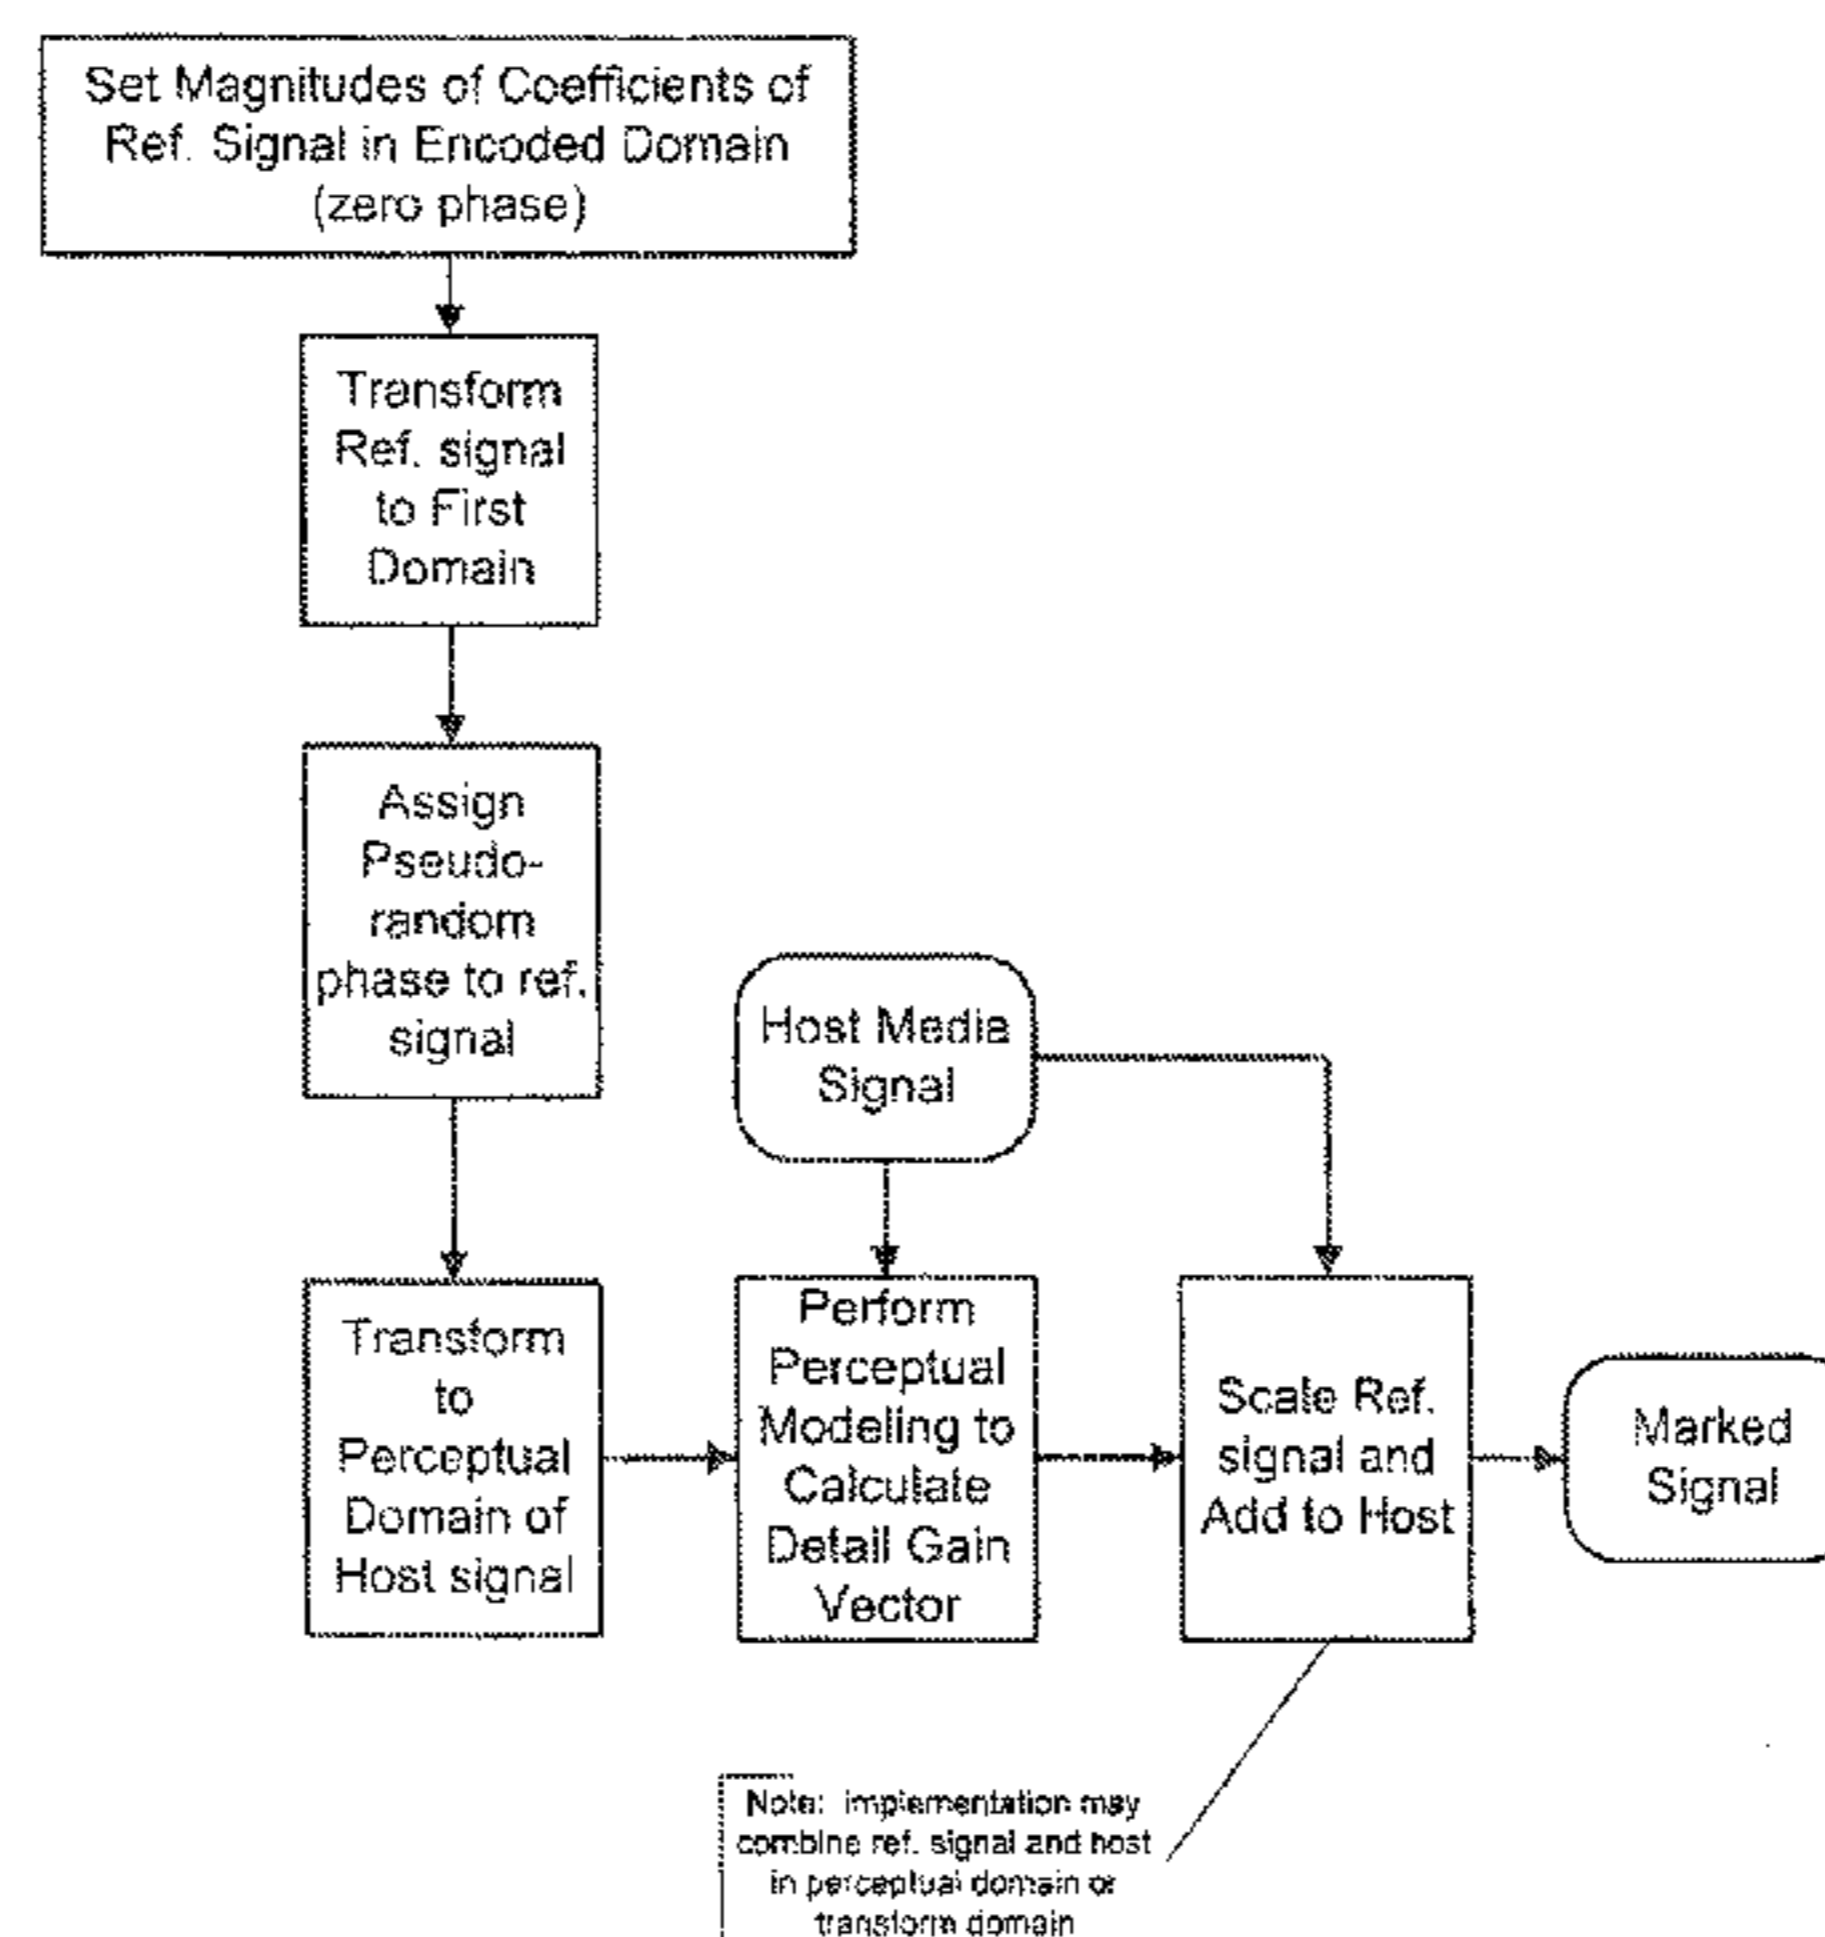 Set Magnitudes of Coefficients of
Ref. Signal in Encoded Domain
(zero phase)
Transform
Ref. signal
to First
Domain
Assign
Pseudo-
random
phase to ref.
signal
Host Media
Signal
Transform
to
Perceptual
Domain of
Host signal
Perform
Perceptual
Modeling to
Calculate
Detail Gain
Vector
Scale Ref.
signal and
Add to Host
Marked
Signal
Note: implementation may
combine ref. signal and host
in perceptual domain or
transform domain